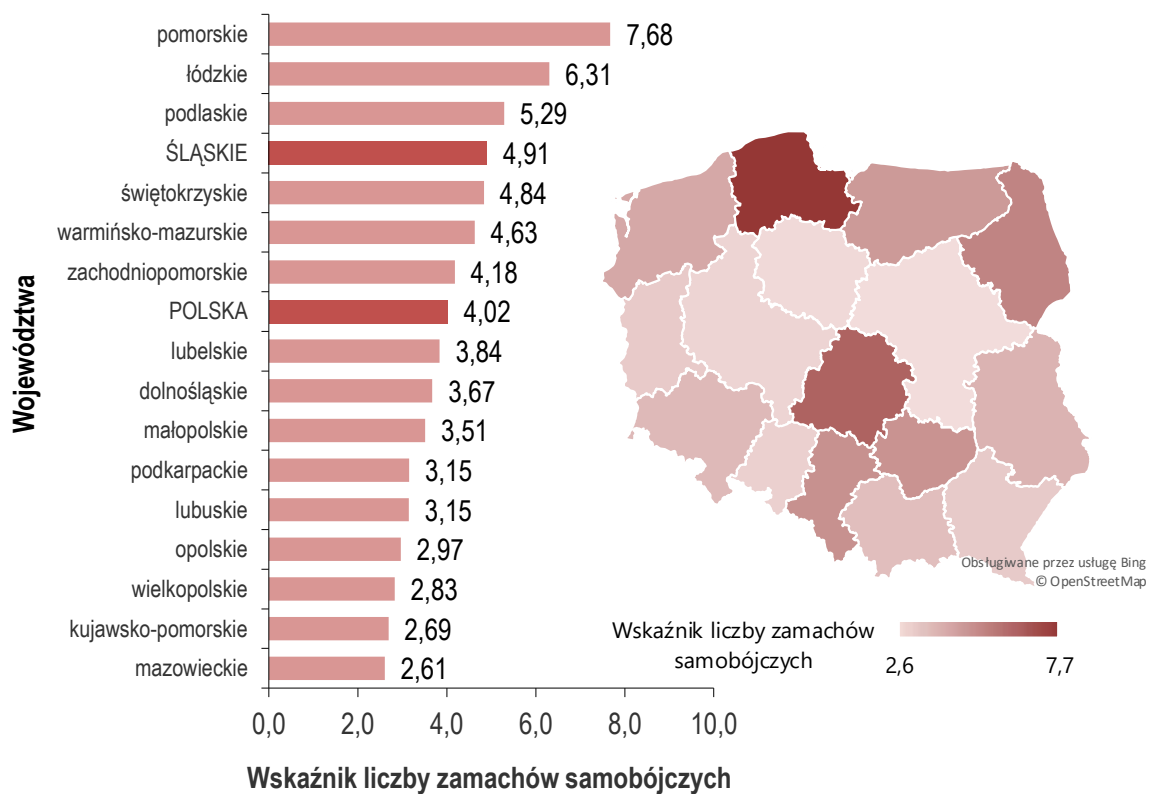 Województwa
pomorskie 7,68
łódzkie 6,31
podlaskie 5,29
ŚLĄSKIE 4,91
świętokrzyskie 4,84
warmińsko-mazurskie 4,63
zachodniopomorskie 4,18
POLSKA 4,02
lubelskie 3,84
dolnośląskie 3,67
małopolskie 3,51
podkarpackie 3,15
lubuskie 3,15
opolskie 2,97
wielkopolskie 2,83
kujawsko-pomorskie 2,69
mazowieckie 2,61
0,0 2,0 4,0 6,0 8,0 10,0
Wskaźnik liczby zamachów samobójczych
Obsługiwane przez usługę Bing
© OpenStreetMap
Wskaźnik liczby zamachów
samobójczych
2,6 7,7